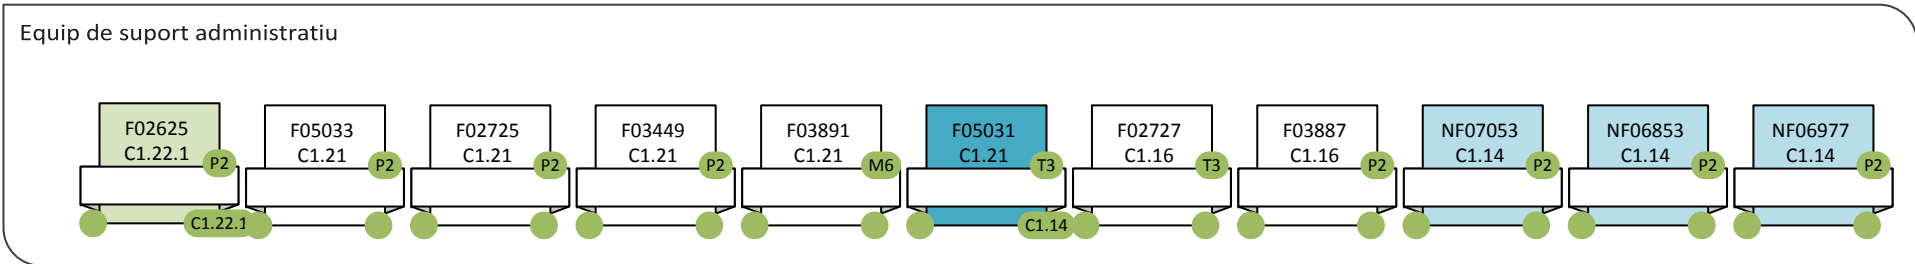 Equip de suport administratiu
F02625
C1.22.1
P2
C1.22.1
F05033
C1.21
P2
F02725
C1.21
P2
F03449
C1.21
P2
F03891
C1.21
M6
F05031
C1.21
T3
C1.14
F02727
C1.16
T3
F03887
C1.16
P2
NF07053
C1.14
P2
NF06853
C1.14
P2
NF06977
C1.14
P2